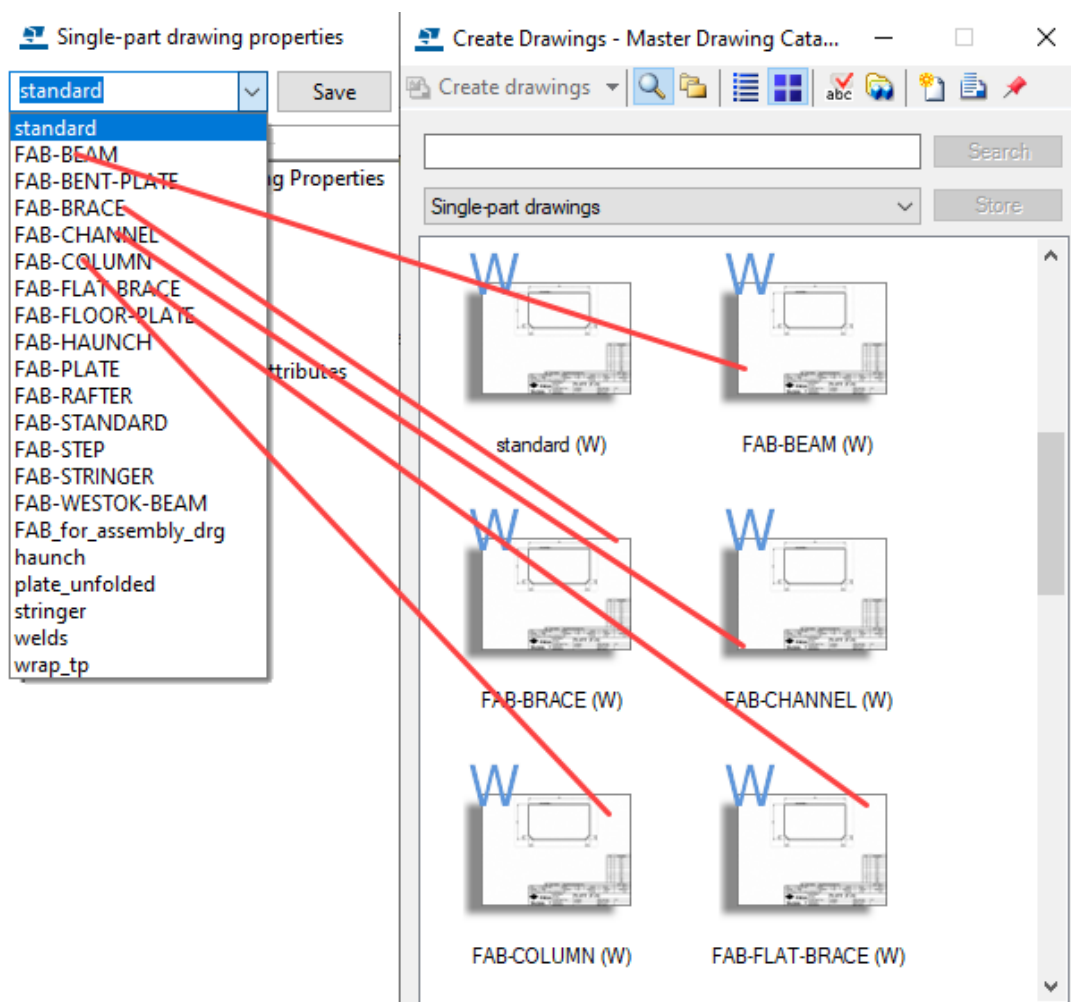 Single-part drawing properties
standard
Save
standard
FAB-BEAM
FAB-BENT-PLATE
FAB-BRACE
FAB-CHANNEL
FAB-COLUMN
FAB-FLAT-BRACE
FAB-FLOOR-PLATE
FAB-HAUNCH
FAB-PLATE
FAB-RAFTER
FAB-STANDARD
FAB-STEP
FAB-STRINGER
FAB-WESTOK-BEAM
FAB_for_assembly_drg
haunch
plate_unfolded
stringer
welds
wrap_tp
g Properties
ttributes
Create Drawings - Master Drawing Cata...
Create drawings
abc
Search
Single-part drawings
Store
W
W
standard (W)
FAB-BEAM (W)
W
W
FAB-BRACE (W)
FAB-CHANNEL (W)
W
W
FAB-COLUMN (W)
FAB-FLAT-BRACE (W)